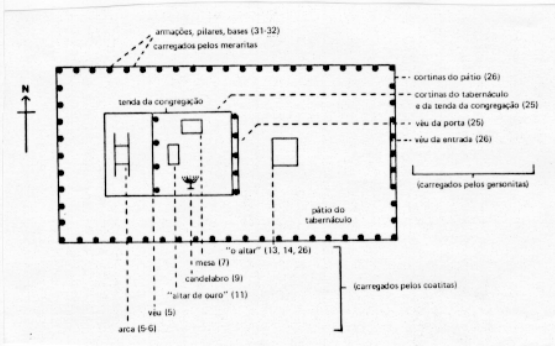 armações, pilares, bases (31-32)
carregados pelos meraritas
N
tenda da congregação
cortinas do pátio (26)
cortinas do tabernáculo
e da tenda da congregação (25)
véu da porta (25)
véu da entrada (26)
(carregados pelos gersonitas)
pátio do
tabernáculo
"o altar" (13, 14, 26)
mesa (7)
candelabro (9)
"altar de ouro" (11)
véu (5)
arca (5-6)
(carregados pelos coatitas)